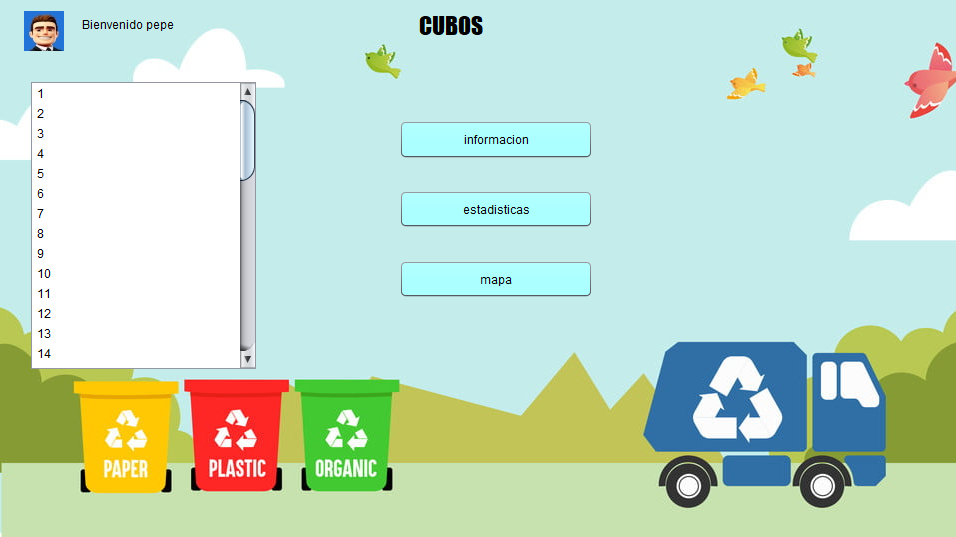 Bienvenido pepe
CUBOS
1
2
3
4
5
6
7
8
9
10
11
12
13
14
informacion
estadisticas
mapa
PAPER
PLASTIC
ORGANIC